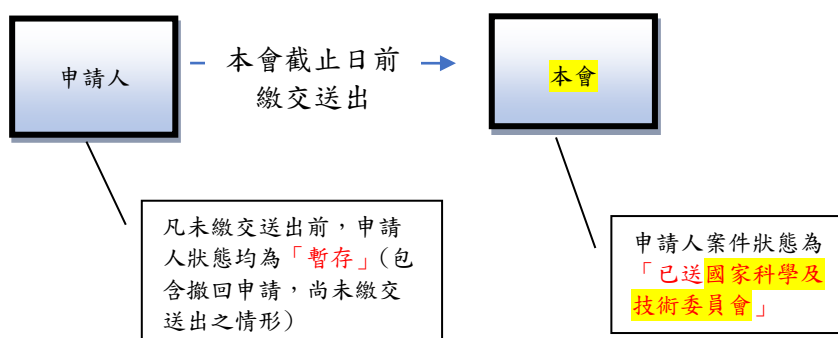 申請人
本會截止日前
繳交送出
本會
凡未繳交送出前，申請
人狀態均為「暫存」（包
含撤回申請，尚未繳交
送出之情形）
申請人案件狀態為
「已送國家科學及
技術委員會」